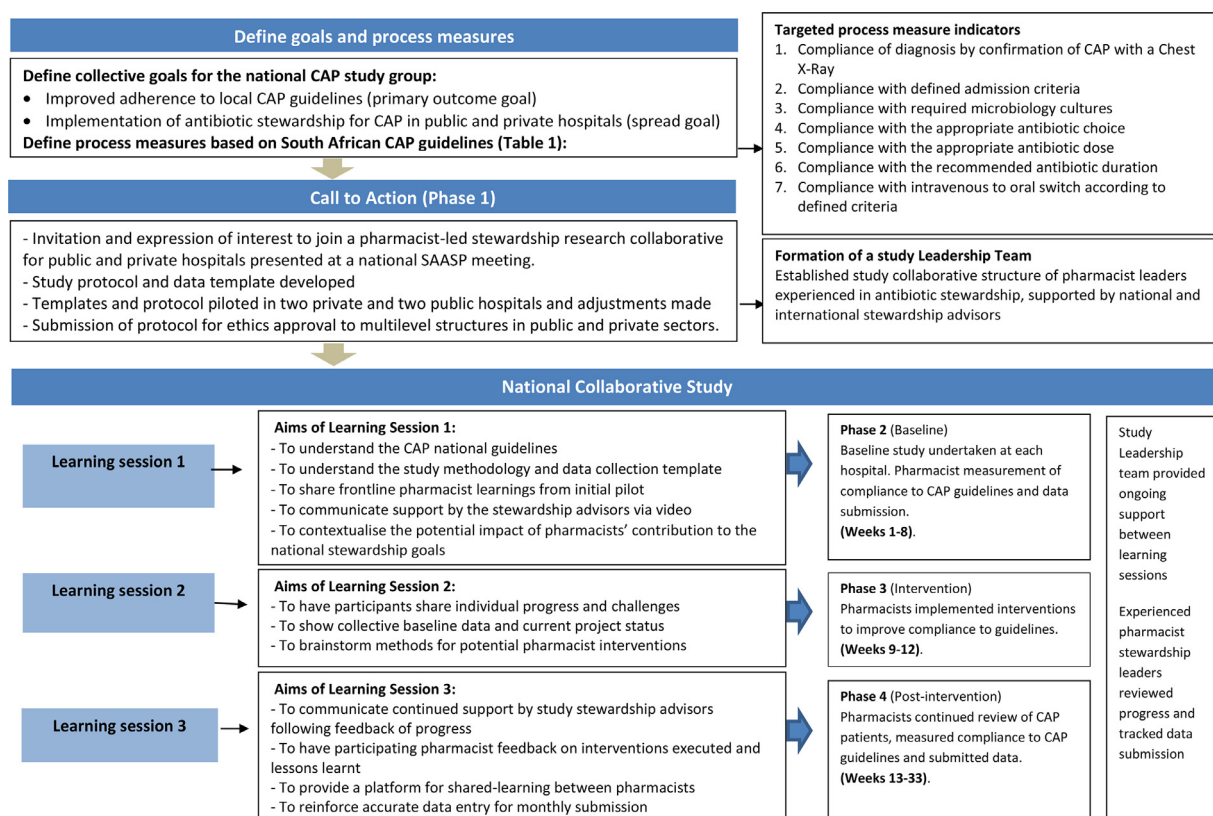 Define goals and process measures
Define collective goals for the national CAP study group:
• Improved adherence to local CAP guidelines (primary outcome goal)
• Implementation of antibiotic stewardship for CAP in public and private hospitals (spread goal)
Define process measures based on South African CAP guidelines (Table 1):
Targeted process measure indicators
1. Compliance of diagnosis by confirmation of CAP with a Chest
X-Ray
2. Compliance with defined admission criteria
3. Compliance with required microbiology cultures
4. Compliance with the appropriate antibiotic choice
5. Compliance with the appropriate antibiotic dose
6. Compliance with the recommended antibiotic duration
7. Compliance with intravenous to oral switch according to
defined criteria
Call to Action (Phase 1)
- Invitation and expression of interest to join a pharmacist-led stewardship research collaborative
for public and private hospitals presented at a national SAASP meeting.
- Study protocol and data template developed
- Templates and protocol piloted in two private and two public hospitals and adjustments made
- Submission of protocol for ethics approval to multilevel structures in public and private sectors.
Formation of a study Leadership Team
Established study collaborative structure of pharmacist leaders
experienced in antibiotic stewardship, supported by national and
international stewardship advisors
National Collaborative Study
Learning session 1
Aims of Learning Session 1:
- To understand the CAP national guidelines
- To understand the study methodology and data collection template
- To share frontline pharmacist learnings from initial pilot
- To communicate support by the stewardship advisors via video
- To contextualise the potential impact of pharmacists' contribution to the
national stewardship goals
Phase 2 (Baseline)
Baseline study undertaken at each
hospital. Pharmacist measurement of
compliance to CAP guidelines and data
submission.
(Weeks 1-8).
Learning session 2
Aims of Learning Session 2:
- To have participants share individual progress and challenges
- To show collective baseline data and current project status
- To brainstorm methods for potential pharmacist interventions
Phase 3 (Intervention)
Pharmacists implemented interventions
to improve compliance to guidelines.
(Weeks 9-12).
Learning session 3
Aims of Learning Session 3:
- To communicate continued support by study stewardship advisors
following feedback of progress
- To have participating pharmacist feedback on interventions executed and
lessons learnt
- To provide a platform for shared-learning between pharmacists
- To reinforce accurate data entry for monthly submission
Phase 4 (Post-intervention)
Pharmacists continued review of CAP
patients, measured compliance to CAP
guidelines and submitted data.
(Weeks 13-33).
Study
Leadership
team provided
ongoing
support
between
learning
sessions
Experienced
pharmacist
stewardship
leaders
reviewed
progress and
tracked data
submission